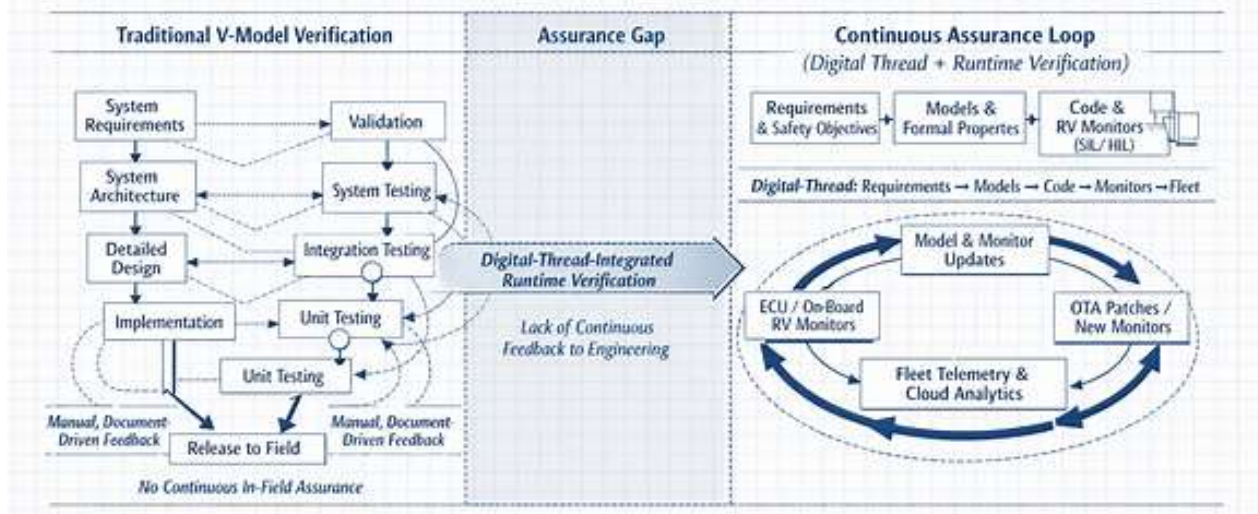 Traditional V-Model Verification
System
Requirements
Validation
System
Architecture
System Testing
Detailed
Design
Integration Testing
Implementation
Unit Testing
Unit Testing
Manual, Document-
Driven Feedback
Manual, Document-
Driven Feedback
Release to Field
No Continuous In-Field Assurance
Assurance Gap
Digital-Thread-Integrated
Runtime Verification
Lack of Continuous
Feedback to Engineering
Continuous Assurance Loop
(Digital Thread + Runtime Verification)
Requirements
& Safety Objectives
Models &
Formal Propertes
Code &
RV Monitors
(SIL/ HIL)
Digital-Thread: Requirements → Models → Code → Monitors → Fleet
Model & Monitor
Updates
ECU / On-Board
RV Monitors
OTA Patches /
New Monitors
Fleet Telemetry &
Cloud Analytics